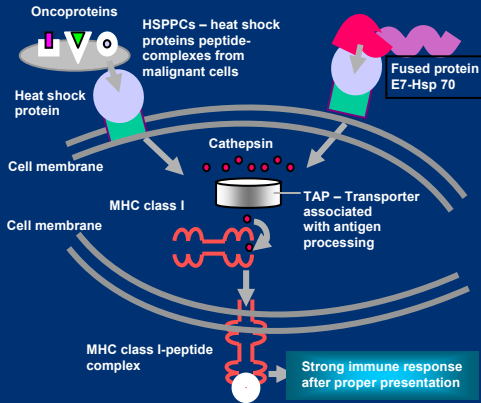 Oncoproteins
HSPPCs – heat shock
proteins peptide-
complexes from
malignant cells
Fused protein
E7-Hsp 70
Heat shock
protein
Cathepsin
Cell membrane
MHC class I
TAP – Transporter
associated
with antigen
processing
Cell membrane
MHC class I-peptide
complex
Strong immune response
after proper presentation